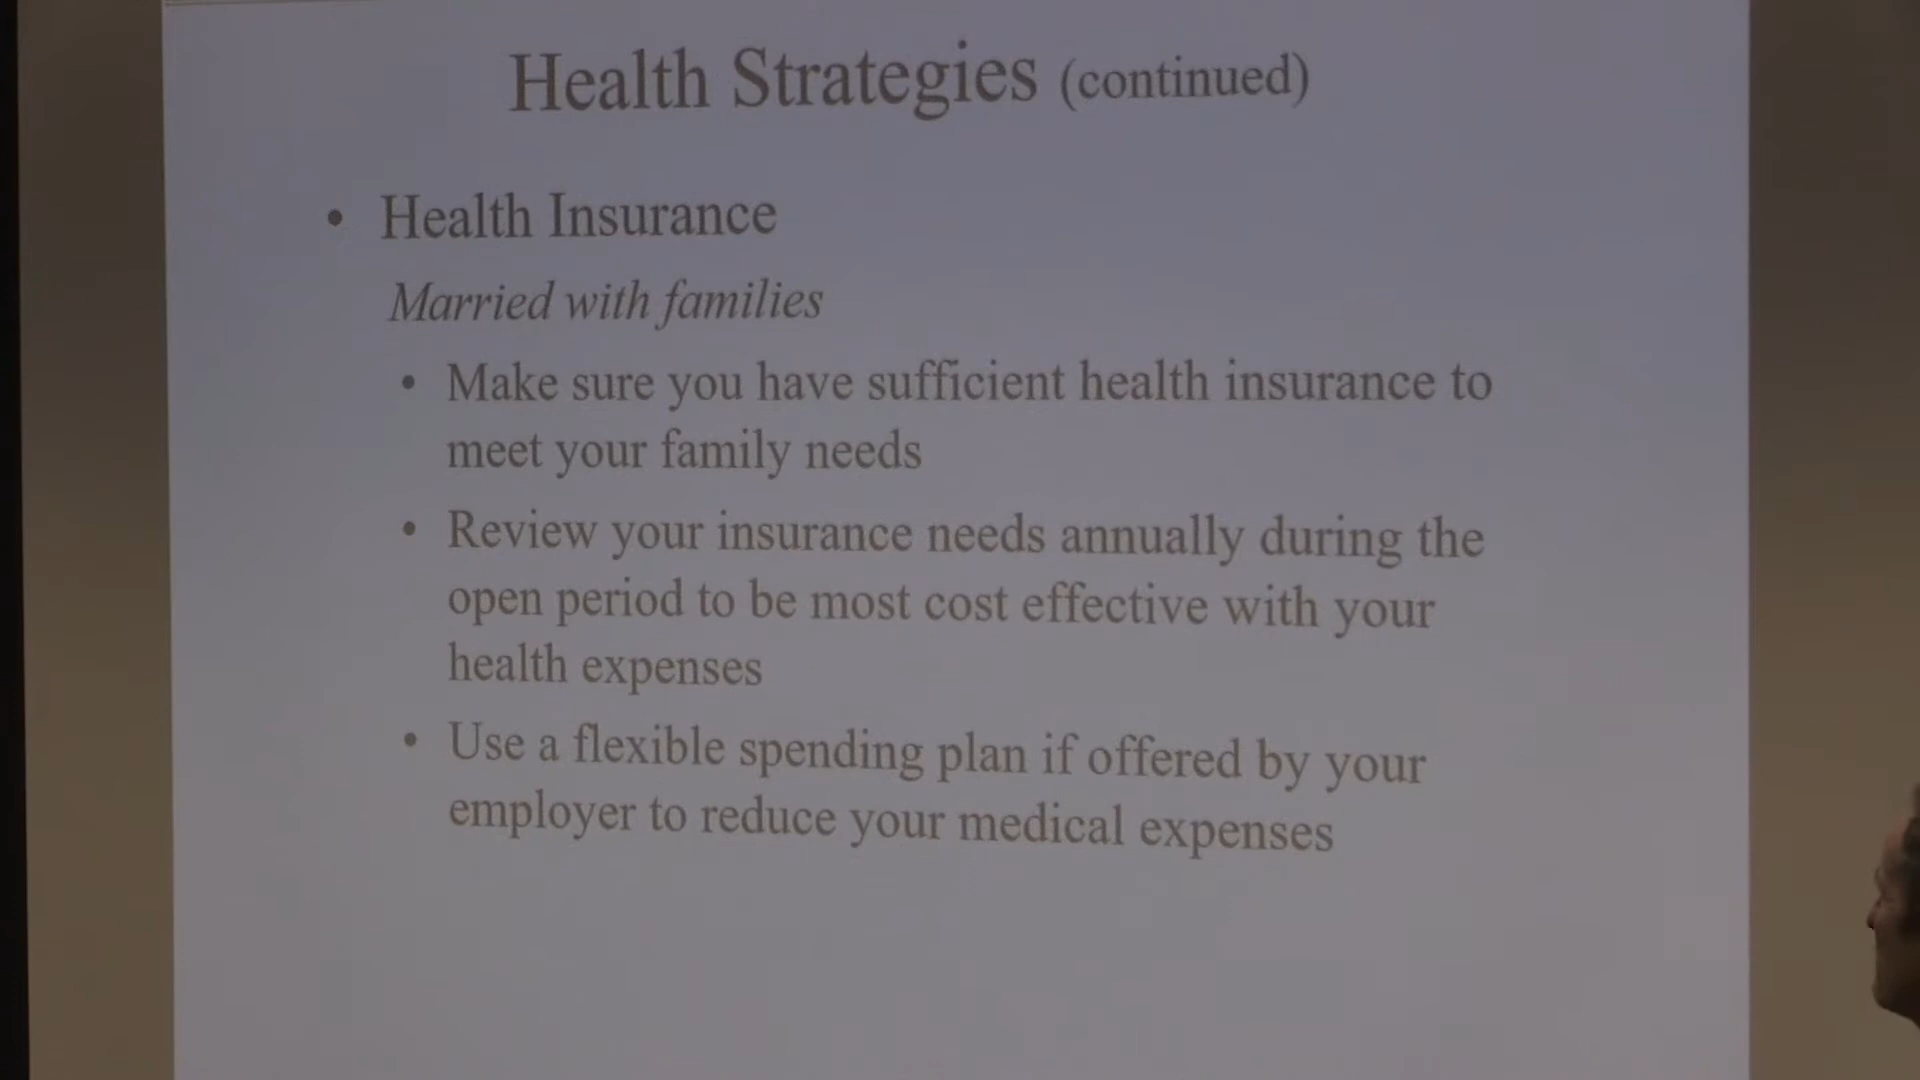 Health Strategies (continued)
• Health Insurance
Married with families
• Make sure you have sufficient health insurance to
meet your family needs
• Review your insurance needs annually during the
open period to be most cost effective with your
health expenses
• Use a flexible spending plan if offered by your
employer to reduce your medical expenses